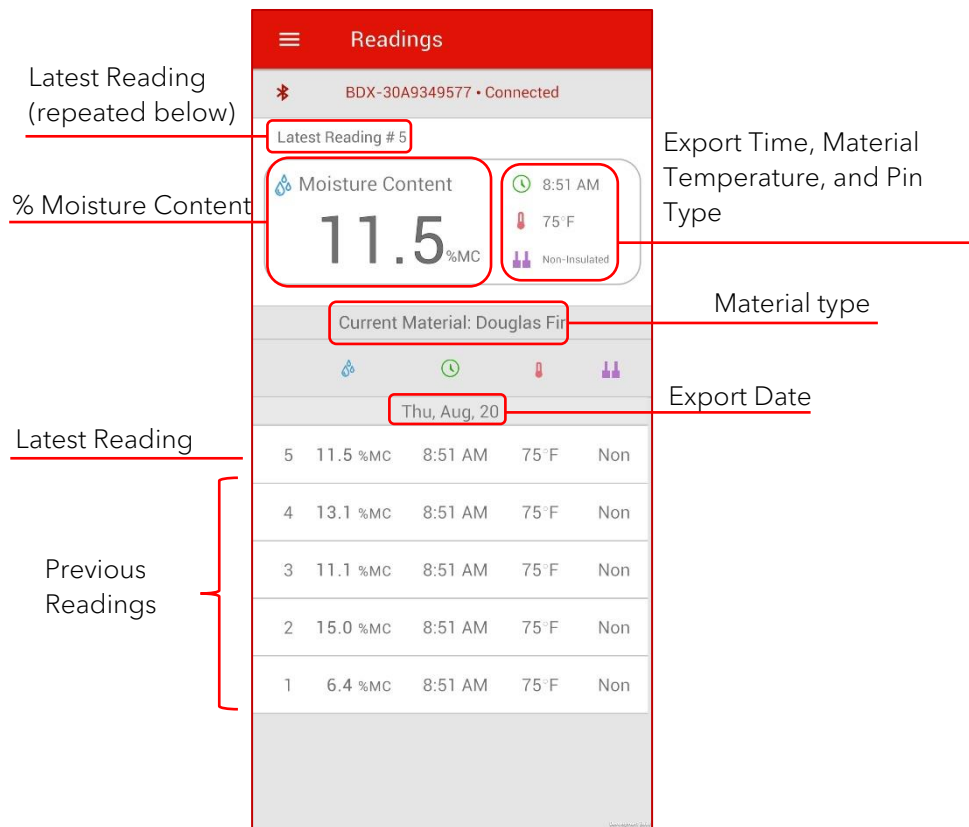 Readings
BDX-30A9349577 • Connected
Latest Reading
(repeated below)
Latest Reading # 5
% Moisture Content
Moisture Content
11.5 %MC
8:51 AM
75°F
Non-Insulated
Export Time, Material
Temperature, and Pin
Type
Current Material: Douglas Fir
Material type
Thu, Aug, 20
Export Date
Latest Reading
5 11.5 %MC 8:51 AM 75°F Non
Previous
Readings
4 13.1 %MC 8:51 AM 75°F Non
3 11.1 %MC 8:51 AM 75°F Non
2 15.0 %MC 8:51 AM 75°F Non
1 6.4 %MC 8:51 AM 75°F Non